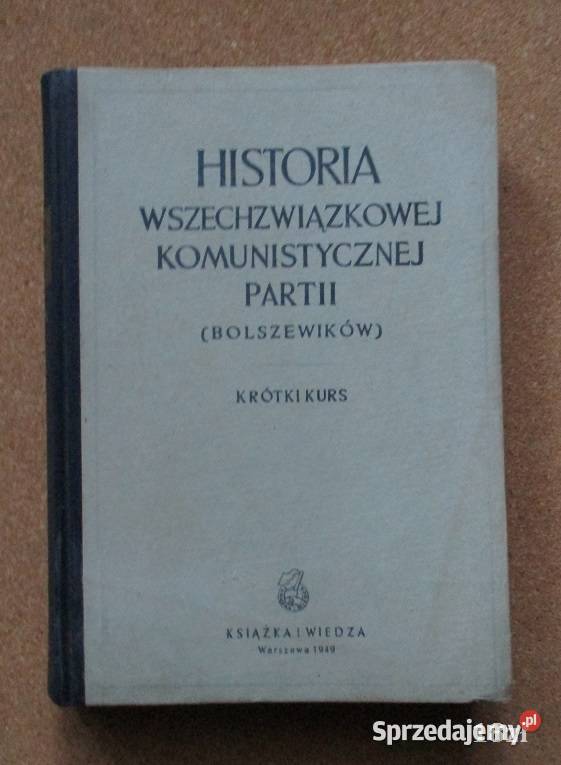 HISTORIA
WSZECHZWIĄZKOWEJ
KOMUNISTYCZNEJ
PARTII
(BOLSZEWIKÓW)
KRÓTKI KURS
KSIĄŻKA I WIEDZA
Warszawa 1949
Sprzedajemy.pl